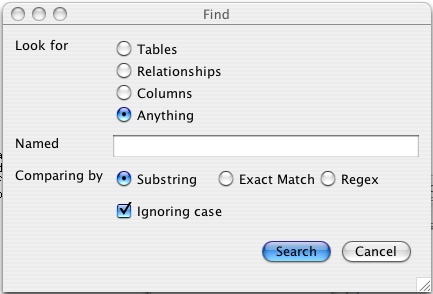 Find
Look for
Tables
Relationships
Columns
Anything
Named
Comparing by
Substring Exact Match Regex
Ignoring case
Search Cancel